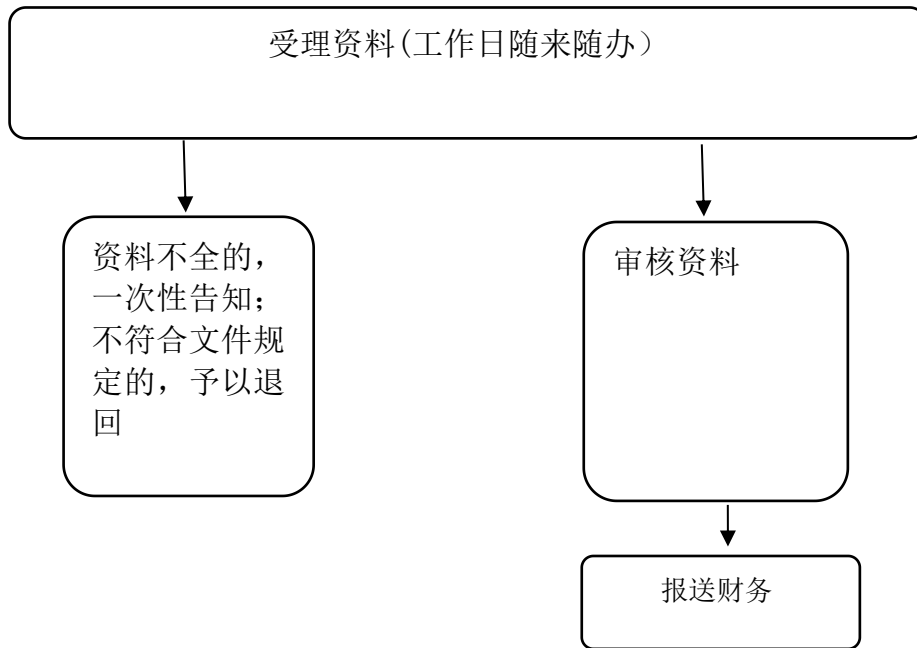 受理资料(工作日随来随办）
资料不全的，
一次性告知；
不符合文件规
定的，予以退
回
审核资料
报送财务